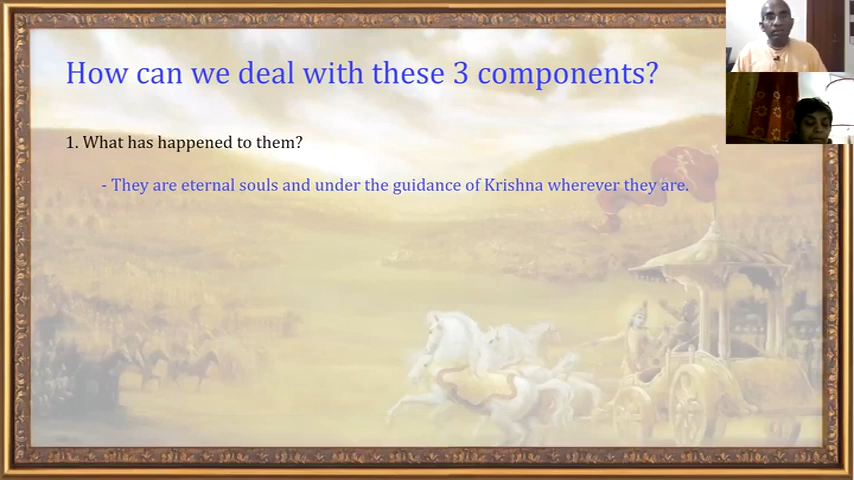 How can we deal with these 3 components?
1. What has happened to them?
- They are eternal souls and under the guidance of Krishna wherever they are.